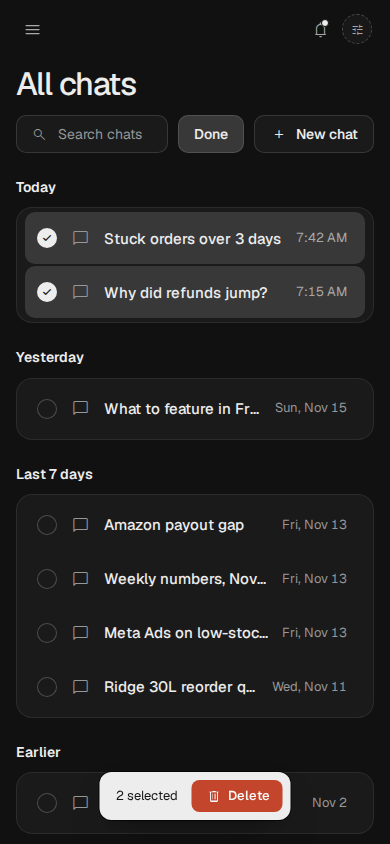 All chats
Search chats
Done
+ New chat
Today
Stuck orders over 3 days 7:42 AM
Why did refunds jump? 7:15 AM
Yesterday
What to feature in Fr... Sun, Nov 15
Last 7 days
Amazon payout gap Fri, Nov 13
Weekly numbers, Nov... Fri, Nov 13
Meta Ads on low-stoc... Fri, Nov 13
Ridge 30L reorder q... Wed, Nov 11
Earlier
Nov 2
2 selected Delete